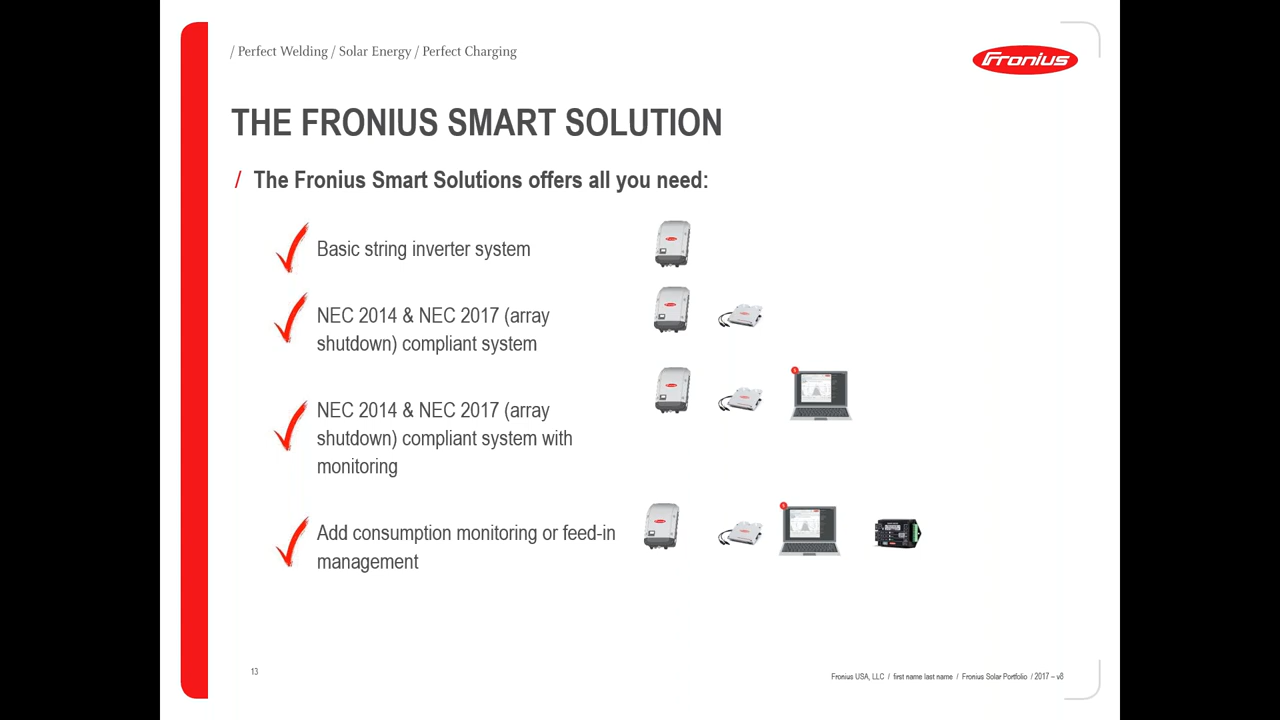 / Perfect Welding / Solar Energy / Perfect Charging
Fronius
THE FRONIUS SMART SOLUTION
/ The Fronius Smart Solutions offers all you need:
Basic string inverter system
NEC 2014 & NEC 2017 (array
shutdown) compliant system
NEC 2014 & NEC 2017 (array
shutdown) compliant system with
monitoring
Add consumption monitoring or feed-in
management
13
Fronius USA, LLC / first name last name / Fronius Solar Portfolio / 2017 – v8